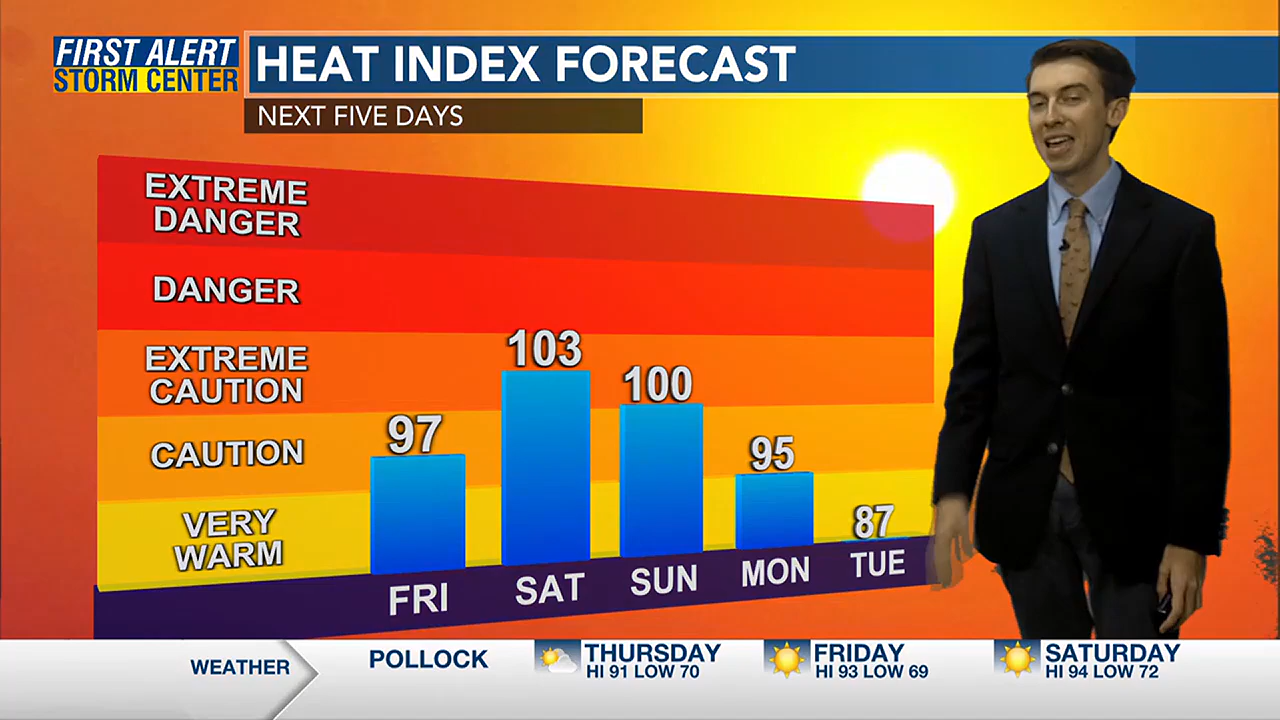 FIRST ALERT
STORM CENTER
HEAT INDEX FORECAST
NEXT FIVE DAYS
EXTREME
DANGER
DANGER
EXTREME
CAUTION
CAUTION
VERY
WARM
97
103
100
95
87
FRI
SAT
SUN
MON
TUE
WEATHER
POLLOCK
THURSDAY
HI 91 LOW 70
FRIDAY
HI 93 LOW 69
SATURDAY
HI 94 LOW 72